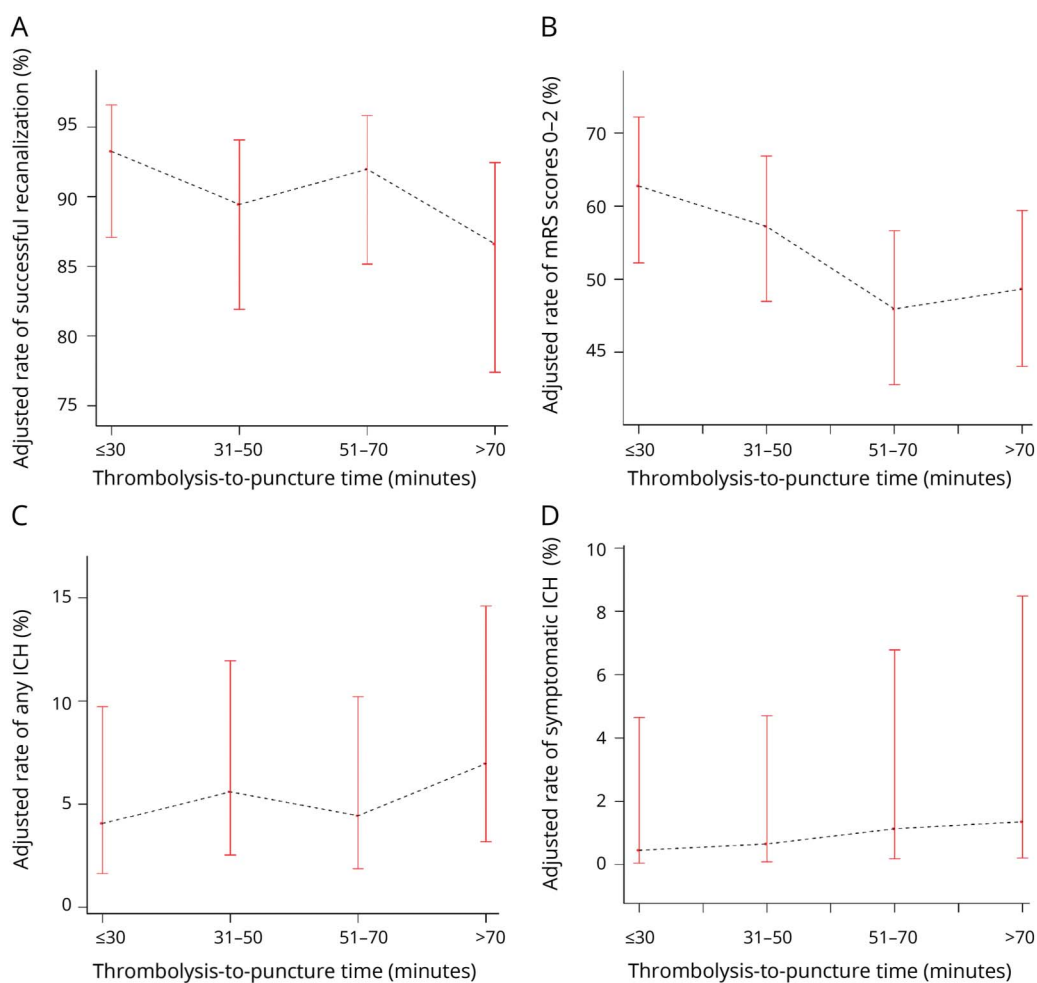 A
Adjusted rate of successful recanalization (%)
95
90
85
80
75
≤30 31–50 51–70 >70
Thrombolysis-to-puncture time (minutes)
B
Adjusted rate of mRS scores 0–2 (%)
70
60
50
45
≤30 31–50 51–70 >70
Thrombolysis-to-puncture time (minutes)
C
Adjusted rate of any ICH (%)
15
10
5
0
≤30 31–50 51–70 >70
Thrombolysis-to-puncture time (minutes)
D
Adjusted rate of symptomatic ICH (%)
10
8
6
4
2
0
≤30 31–50 51–70 >70
Thrombolysis-to-puncture time (minutes)